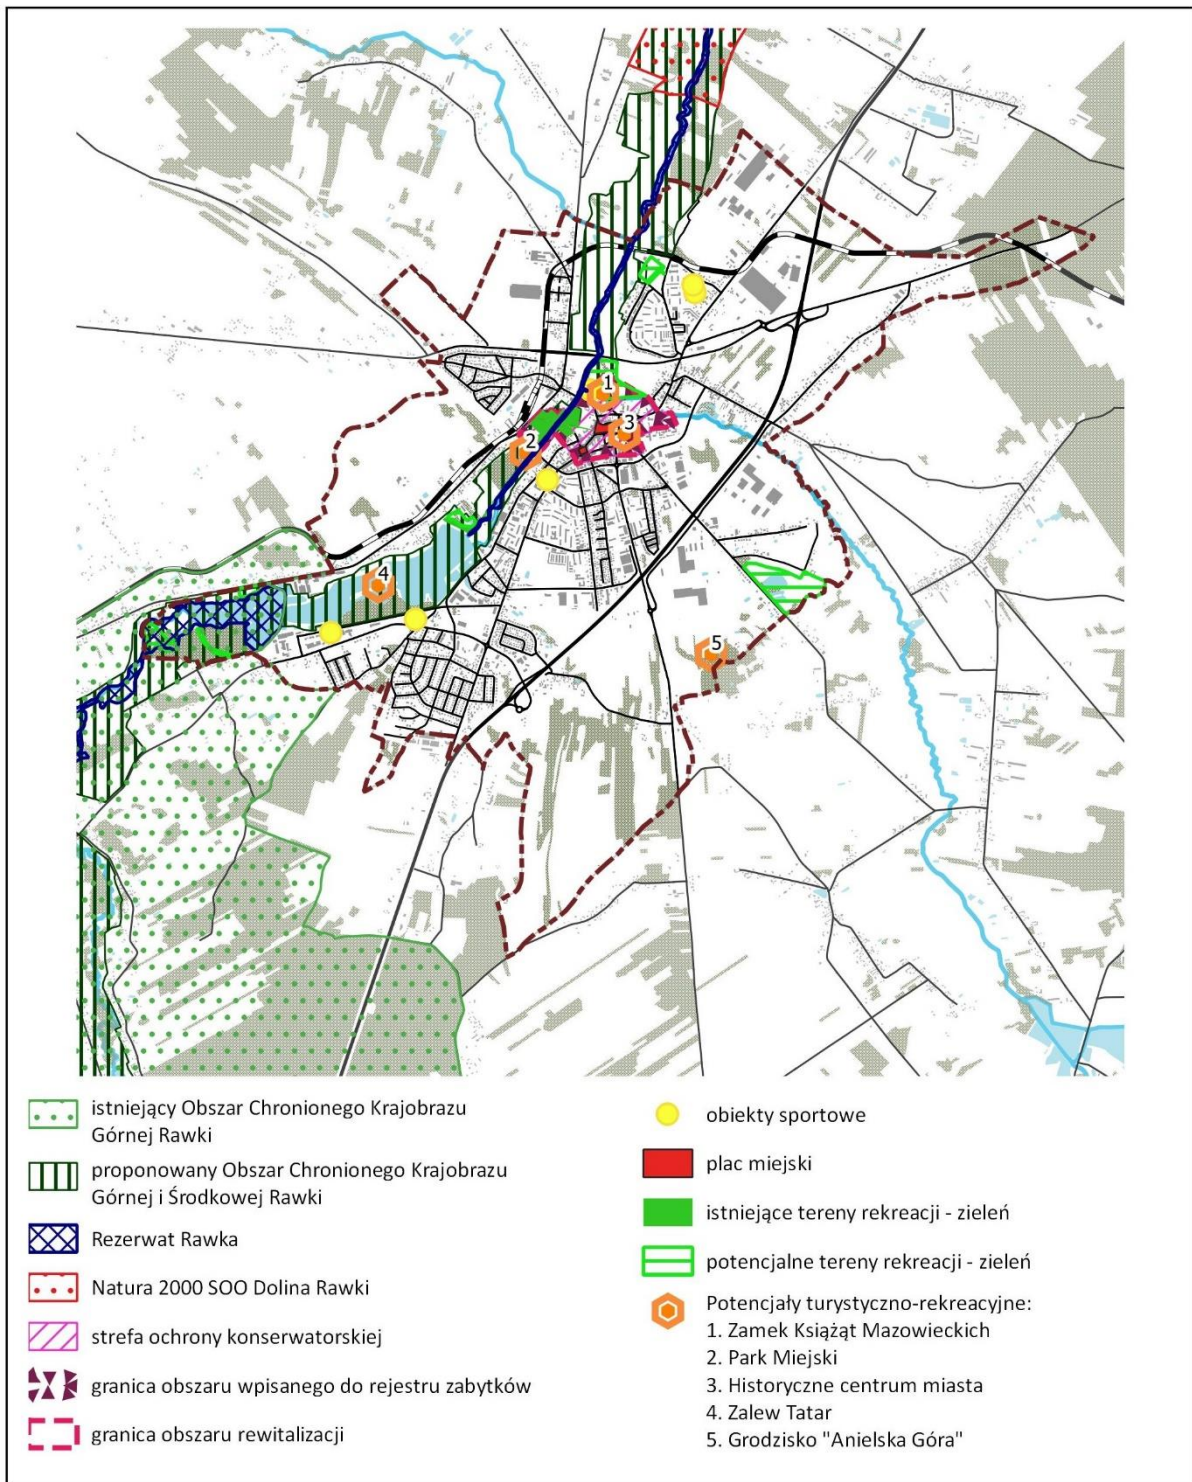 1
3
2
4
5
istniejący Obszar Chronionego Krajobrazu
Górnej Rawki
proponowany Obszar Chronionego Krajobrazu
Górnej i Środkowej Rawki
Rezerwat Rawka
Natura 2000 SOO Dolina Rawki
strefa ochrony konserwatorskiej
granica obszaru wpisanego do rejestru zabytków
granica obszaru rewitalizacji
obiekty sportowe
plac miejski
istniejące tereny rekreacji - zieleń
potencjalne tereny rekreacji - zieleń
Potencjały turystyczno-rekreacyjne:
1. Zamek Książąt Mazowieckich
2. Park Miejski
3. Historyczne centrum miasta
4. Zalew Tatar
5. Grodzisko "Anielska Góra"